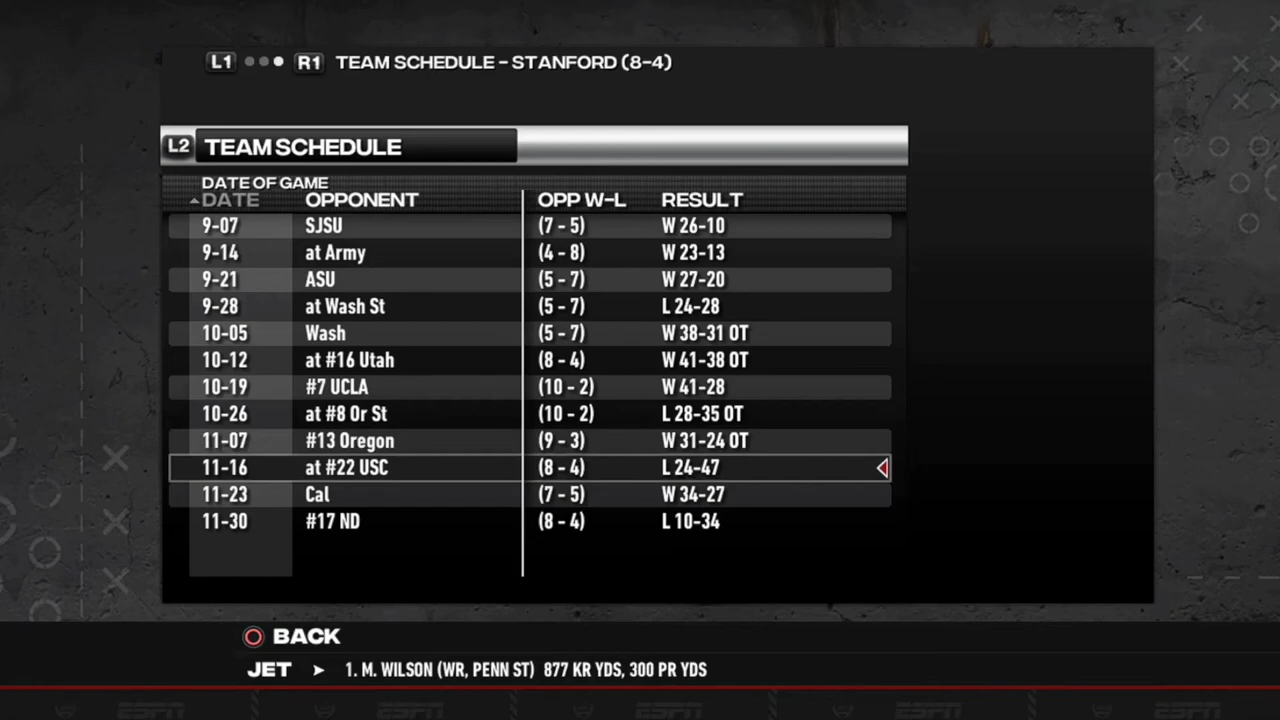 L1 R1 TEAM SCHEDULE - STANFORD (8-4)
L2 TEAM SCHEDULE
DATE OF GAME
DATE OPPONENT OPP W-L RESULT
9-07 SJSU (7 - 5) W 26-10
9-14 at Army (4 - 8) W 23-13
9-21 ASU (5 - 7) W 27-20
9-28 at Wash St (5 - 7) L 24-28
10-05 Wash (5 - 7) W 38-31 OT
10-12 at #16 Utah (8 - 4) W 41-38 OT
10-19 #7 UCLA (10 - 2) W 41-28
10-26 at #8 Or St (10 - 2) L 28-35 OT
11-07 #13 Oregon (9 - 3) W 31-24 OT
11-16 at #22 USC (8 - 4) L 24-47
11-23 Cal (7 - 5) W 34-27
11-30 #17 ND (8 - 4) L 10-34
BACK
JET 1. M. WILSON (WR, PENN ST) 877 KR YDS, 300 PR YDS
ESPN ESPN ESPN ESPN ESPN